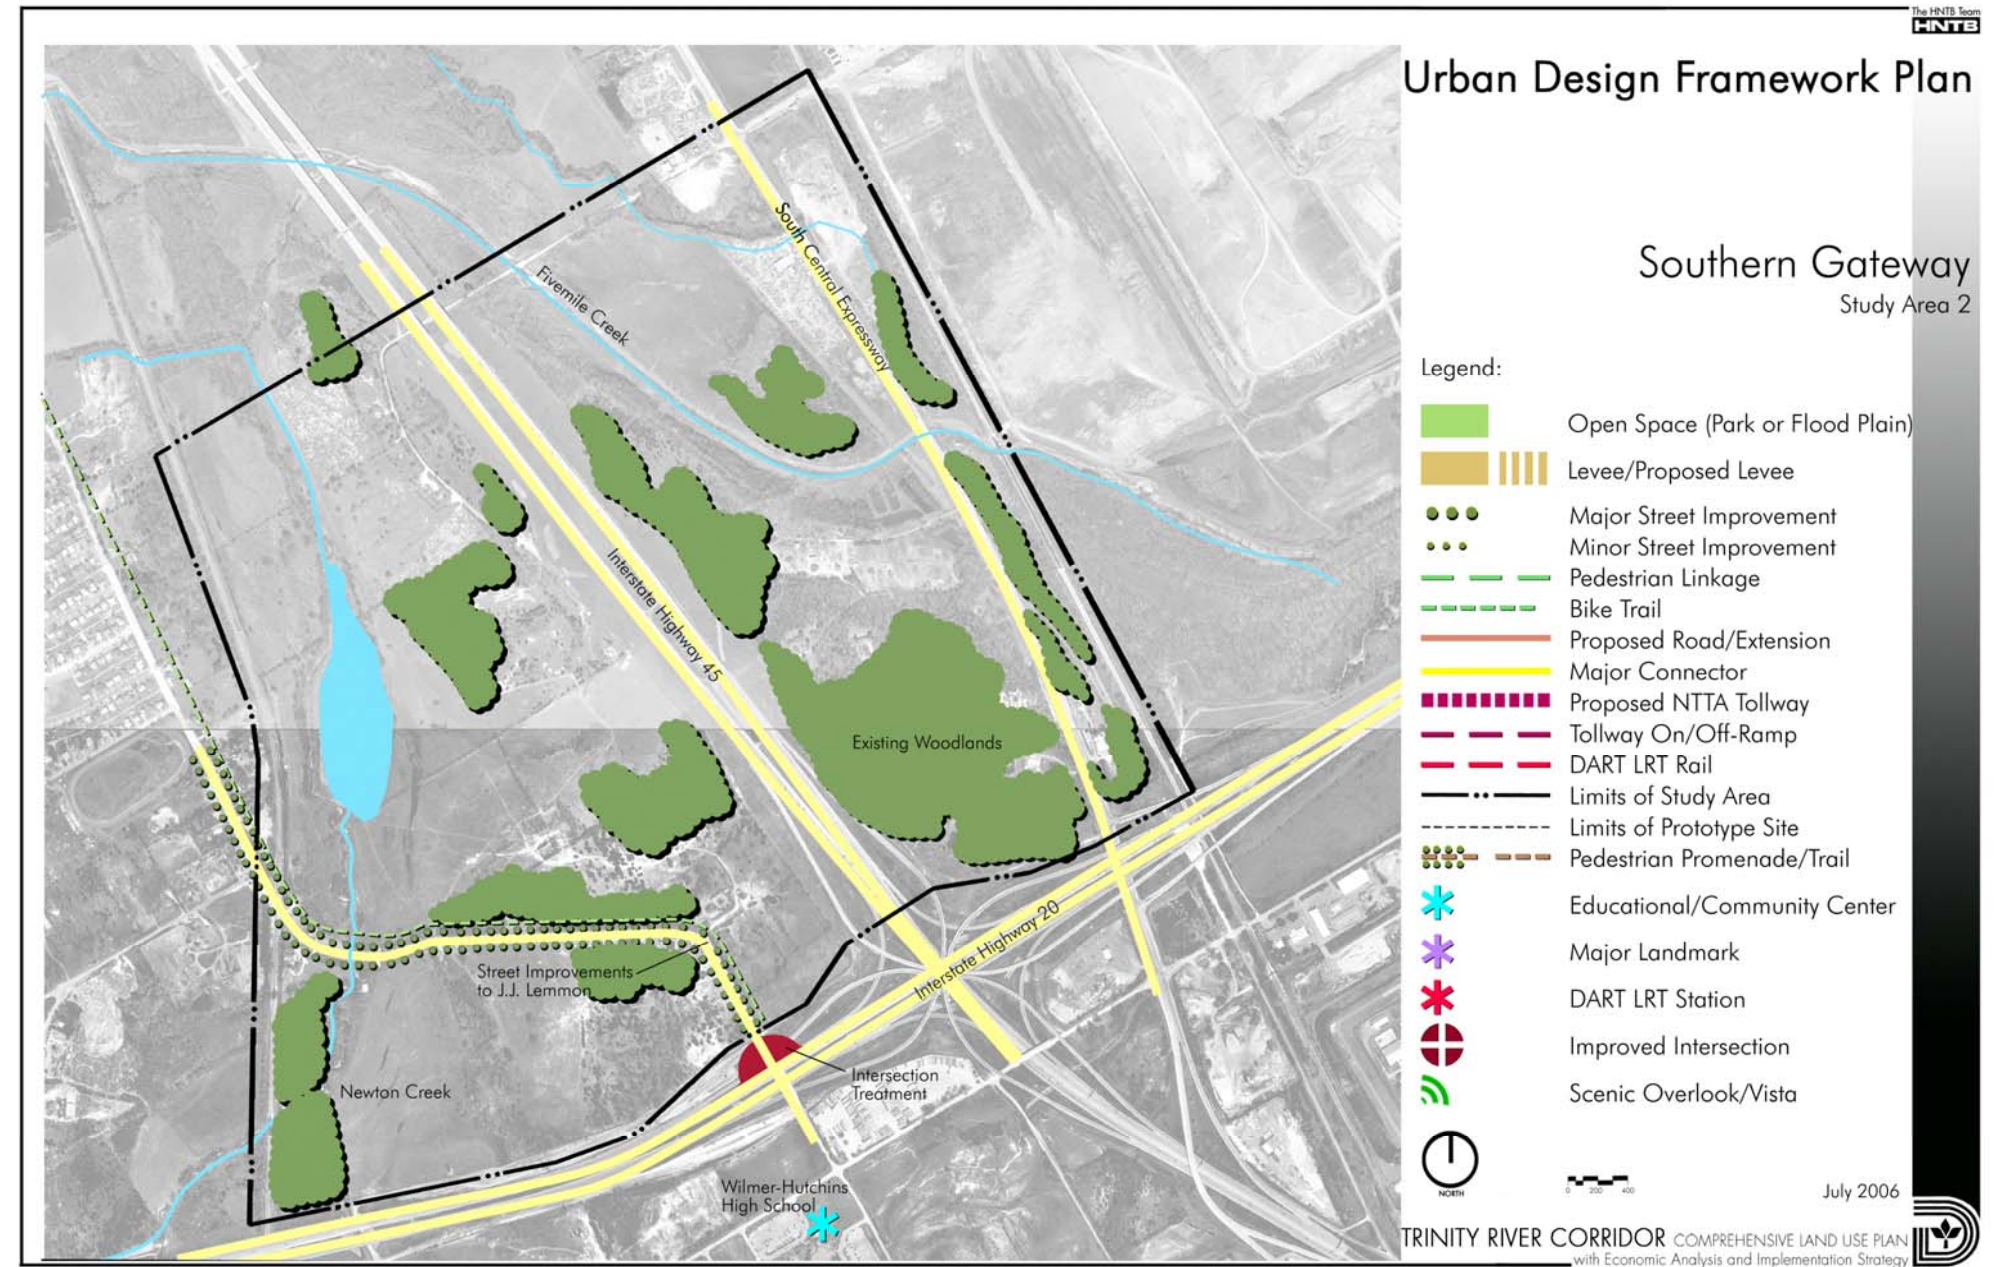 The HNTB Team
HNTB
Urban Design Framework Plan
Southern Gateway
Study Area 2
Legend:
Open Space (Park or Flood Plain)
Levee/Proposed Levee
Major Street Improvement
Minor Street Improvement
Pedestrian Linkage
Bike Trail
Proposed Road/Extension
Major Connector
Proposed NTTA Tollway
Tollway On/Off-Ramp
DART LRT Rail
Limits of Study Area
Limits of Prototype Site
Pedestrian Promenade/Trail
Educational/Community Center
Major Landmark
DART LRT Station
Improved Intersection
Scenic Overlook/Vista
NORTH
0 200 400
July 2006
TRINITY RIVER CORRIDOR COMPREHENSIVE LAND USE PLAN
with Economic Analysis and Implementation Strategy
South Central Expressway
Fivemile Creek
Interstate Highway 45
Existing Woodlands
Interstate Highway 20
Street Improvements
to J.J. Lemmon
Intersection
Treatment
Newton Creek
Wilmer-Hutchins
High School